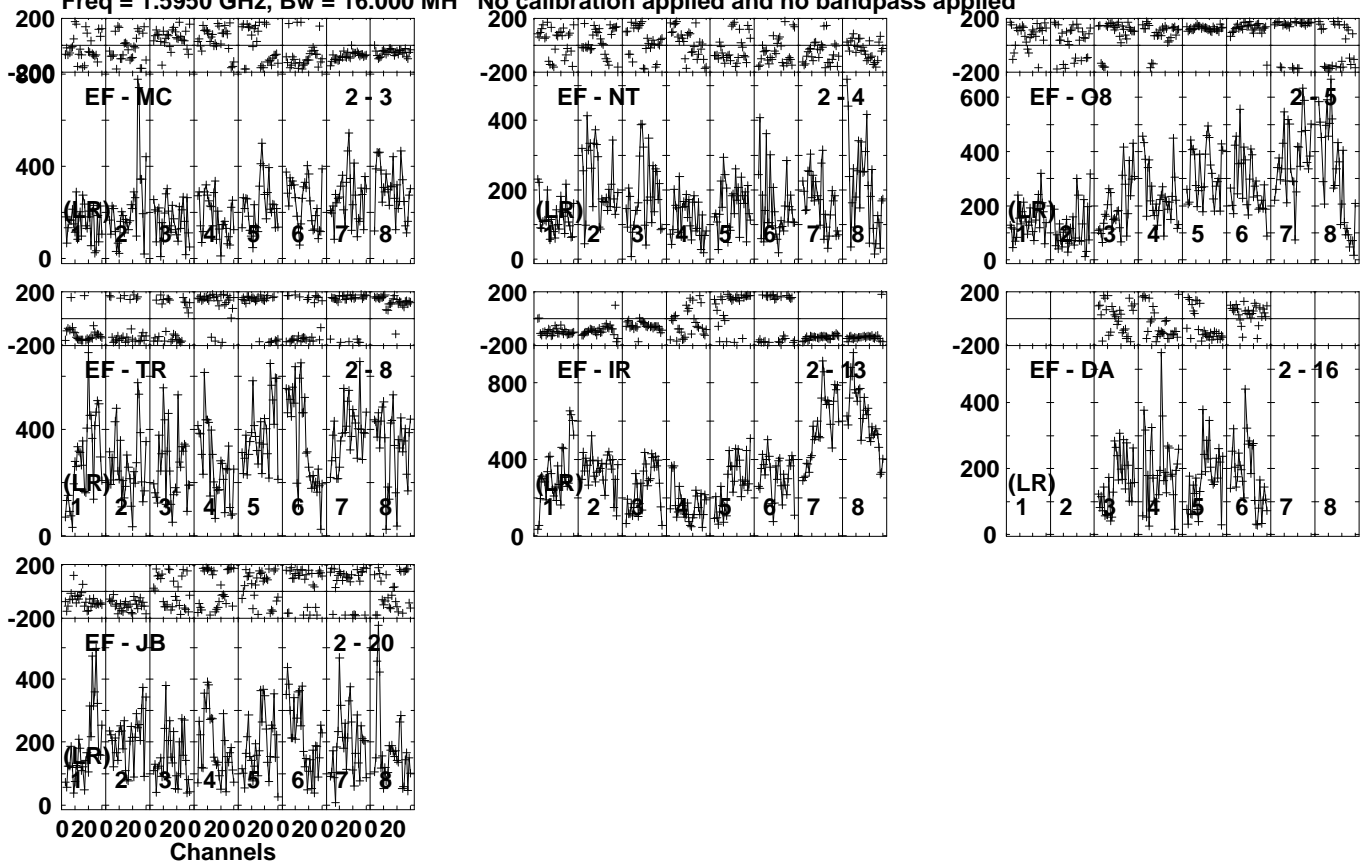 Freq = 1.5950 GHz, Bw = 16.000 MH   No calibration applied and no bandpass applied
200
-200
800
400
0
EF - MC 2 - 3
(LR)
1 2 3 4 5 6 7 8
200
-200
400
200
0
EF - NT 2 - 4
(LR)
1 2 3 4 5 6 7 8
200
-200
600
400
200
0
EF - O8 2 - 5
(LR)
1 2 3 4 5 6 7 8
200
-200
400
0
EF - TR 2 - 8
(LR)
1 2 3 4 5 6 7 8
200
-200
800
400
0
EF - IR 2 - 13
(LR)
1 2 3 4 5 6 7 8
200
-200
400
200
0
EF - DA 2 - 16
(LR)
1 2 3 4 5 6 7 8
200
-200
400
200
0
EF - JB 2 - 20
(LR)
1 2 3 4 5 6 7 8
0 20 0 20 0 20 0 20 0 20 0 20 0 20 0 20
Channels